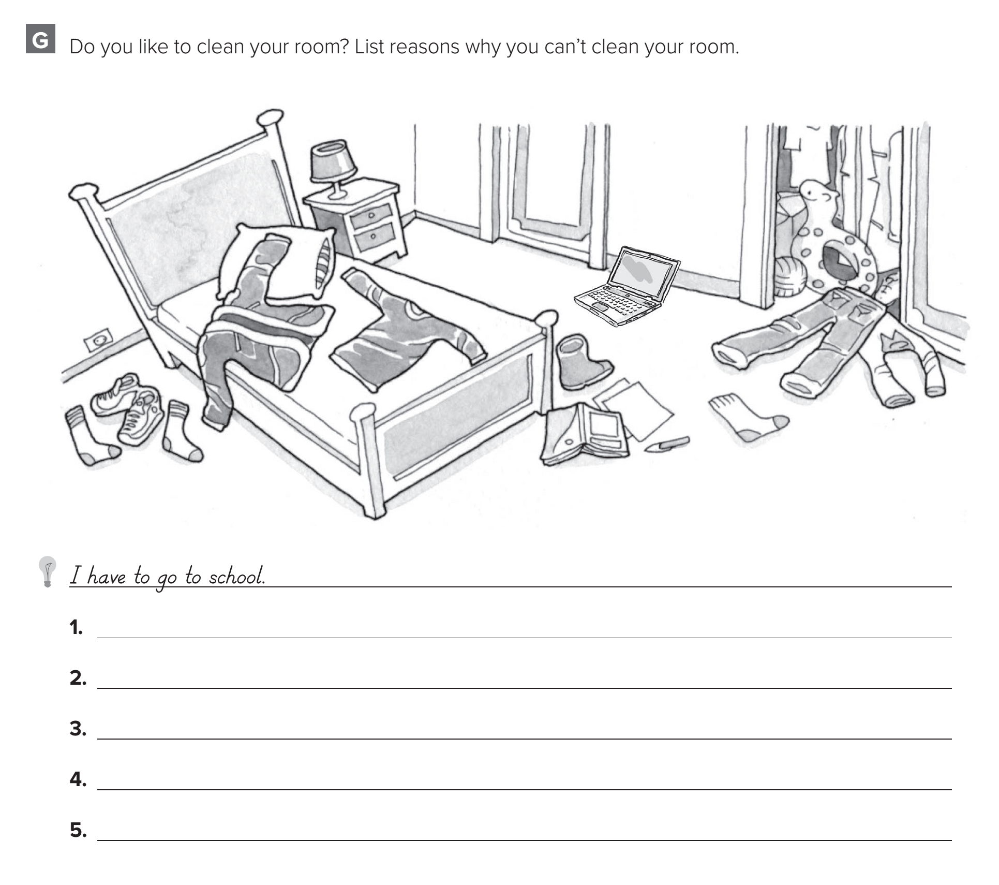 G Do you like to clean your room? List reasons why you can’t clean your room.
I have to go to school.
1.
2.
3.
4.
5.